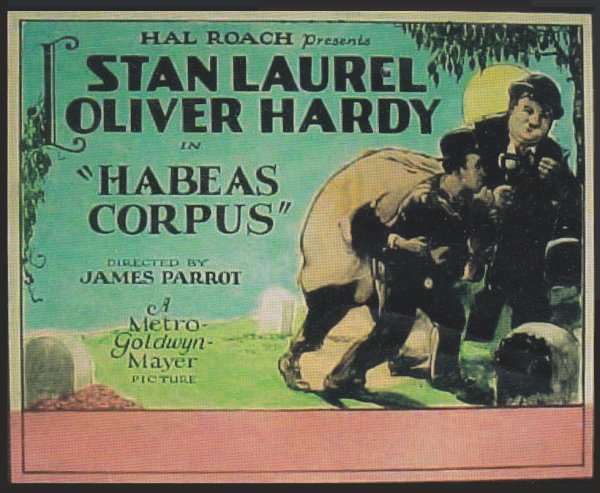 HAL ROACH Presents
STAN LAUREL
OLIVER HARDY
IN
"HABEAS
CORPUS"
DIRECTED BY
JAMES PARROT
A
Metro-
Goldwyn-
Mayer
PICTURE